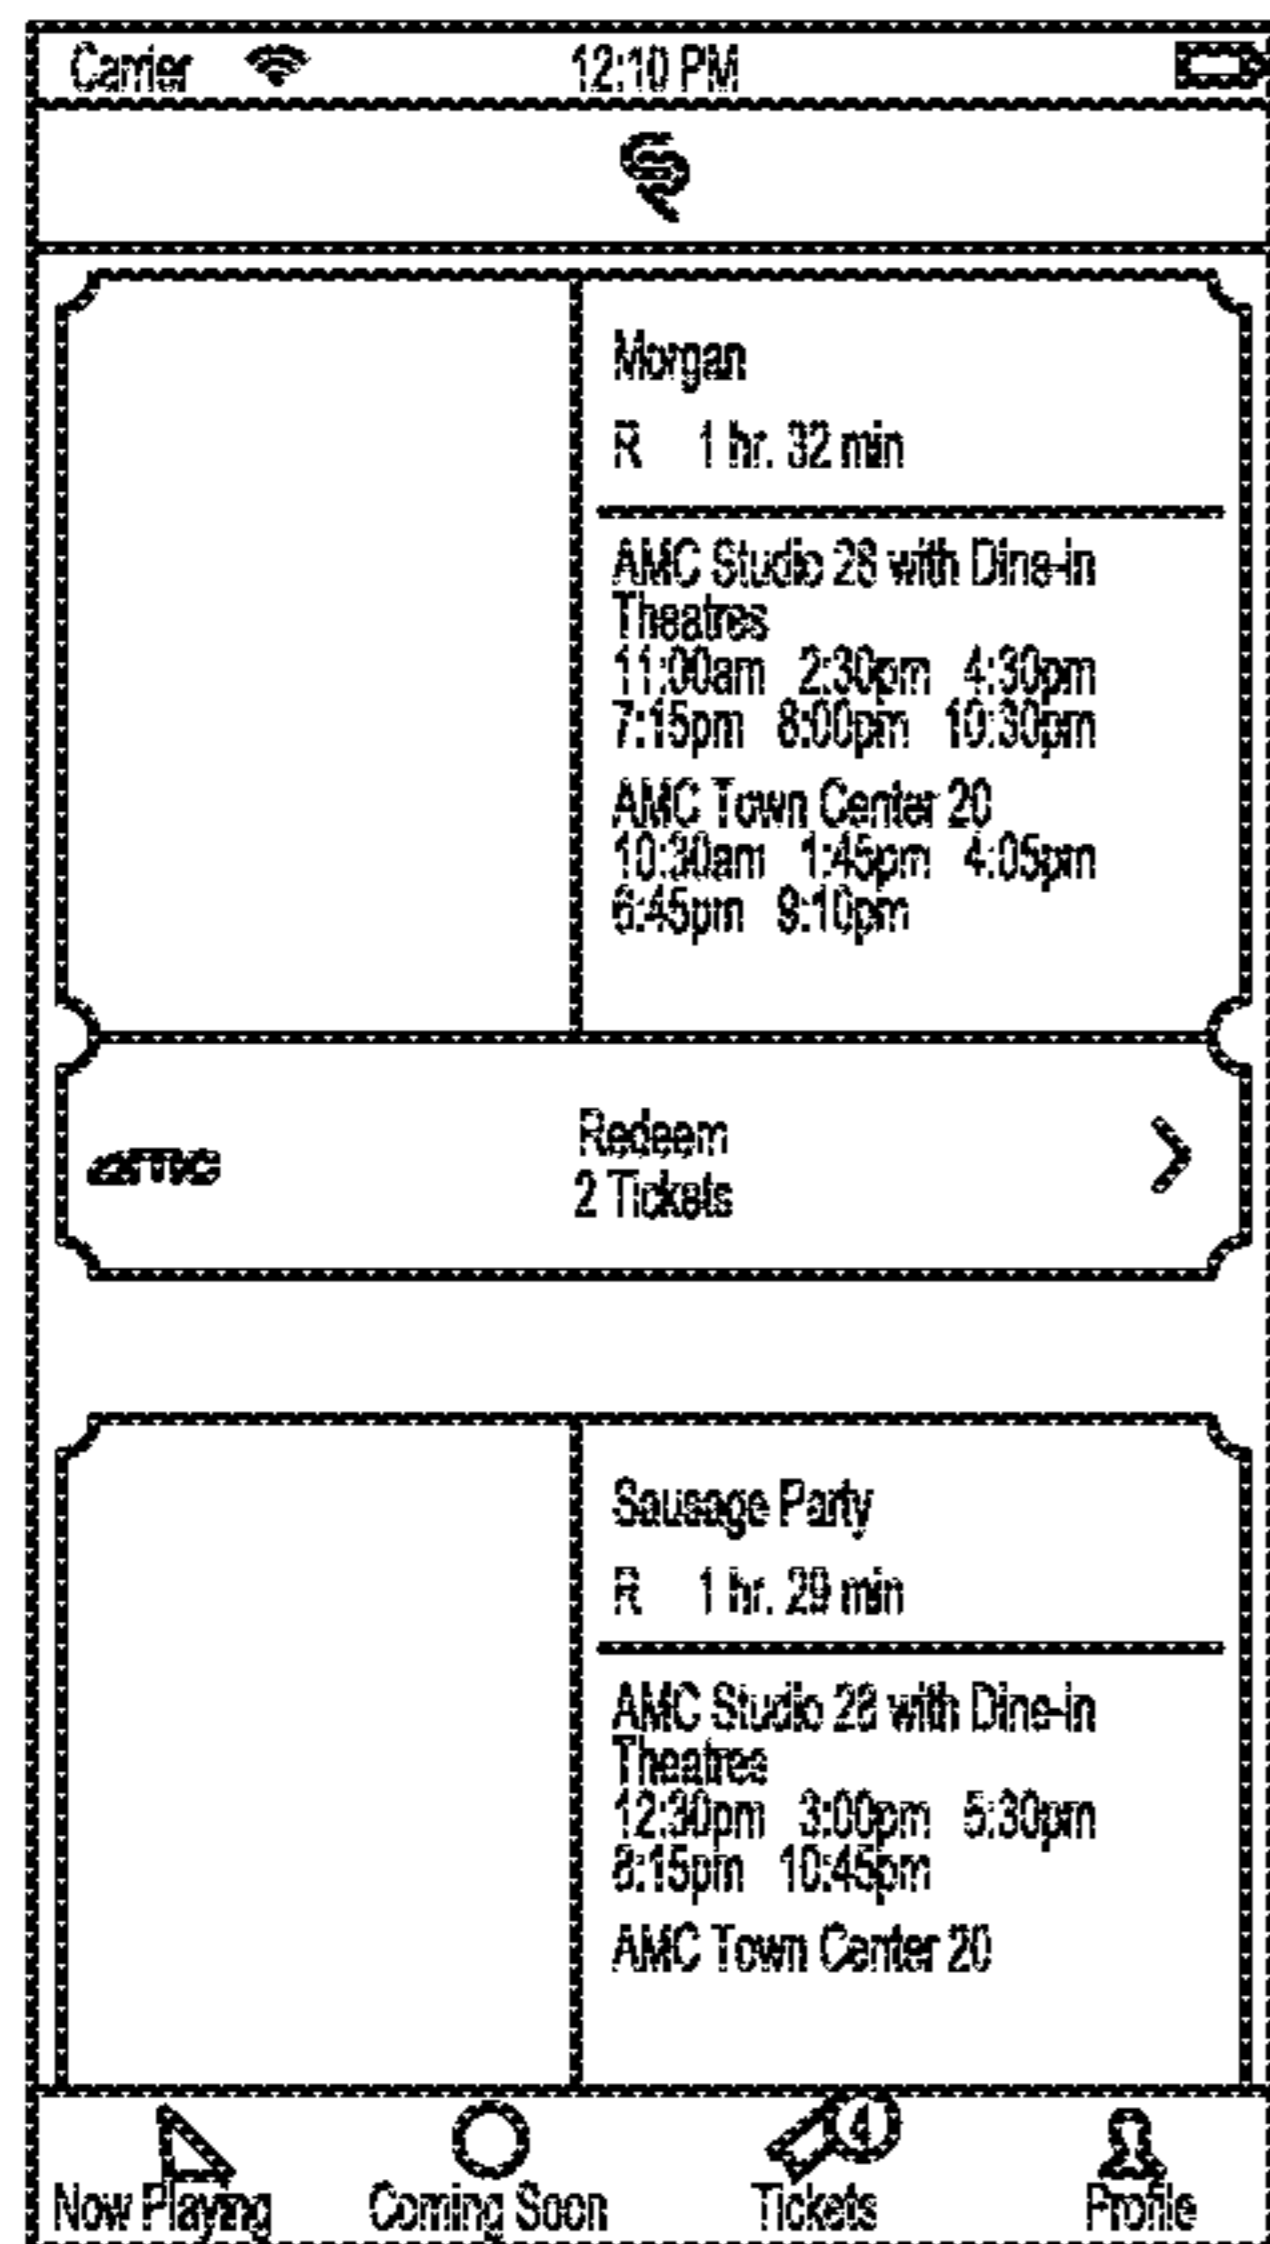 Carrier 12:10 PM
Morgan
R 1 hr. 32 min
AMC Studio 28 with Dine-in
Theatres
11:00am 2:30pm 4:30pm
7:15pm 8:00pm 10:30pm
AMC Town Center 20
10:30am 1:45pm 4:05pm
6:45pm 9:10pm
amc
Redeem
2 Tickets
Sausage Party
R 1 hr. 29 min
AMC Studio 28 with Dine-in
Theatres
12:30pm 3:00pm 5:30pm
8:15pm 10:45pm
AMC Town Center 20
4
Now Playing Coming Soon Tickets Profile